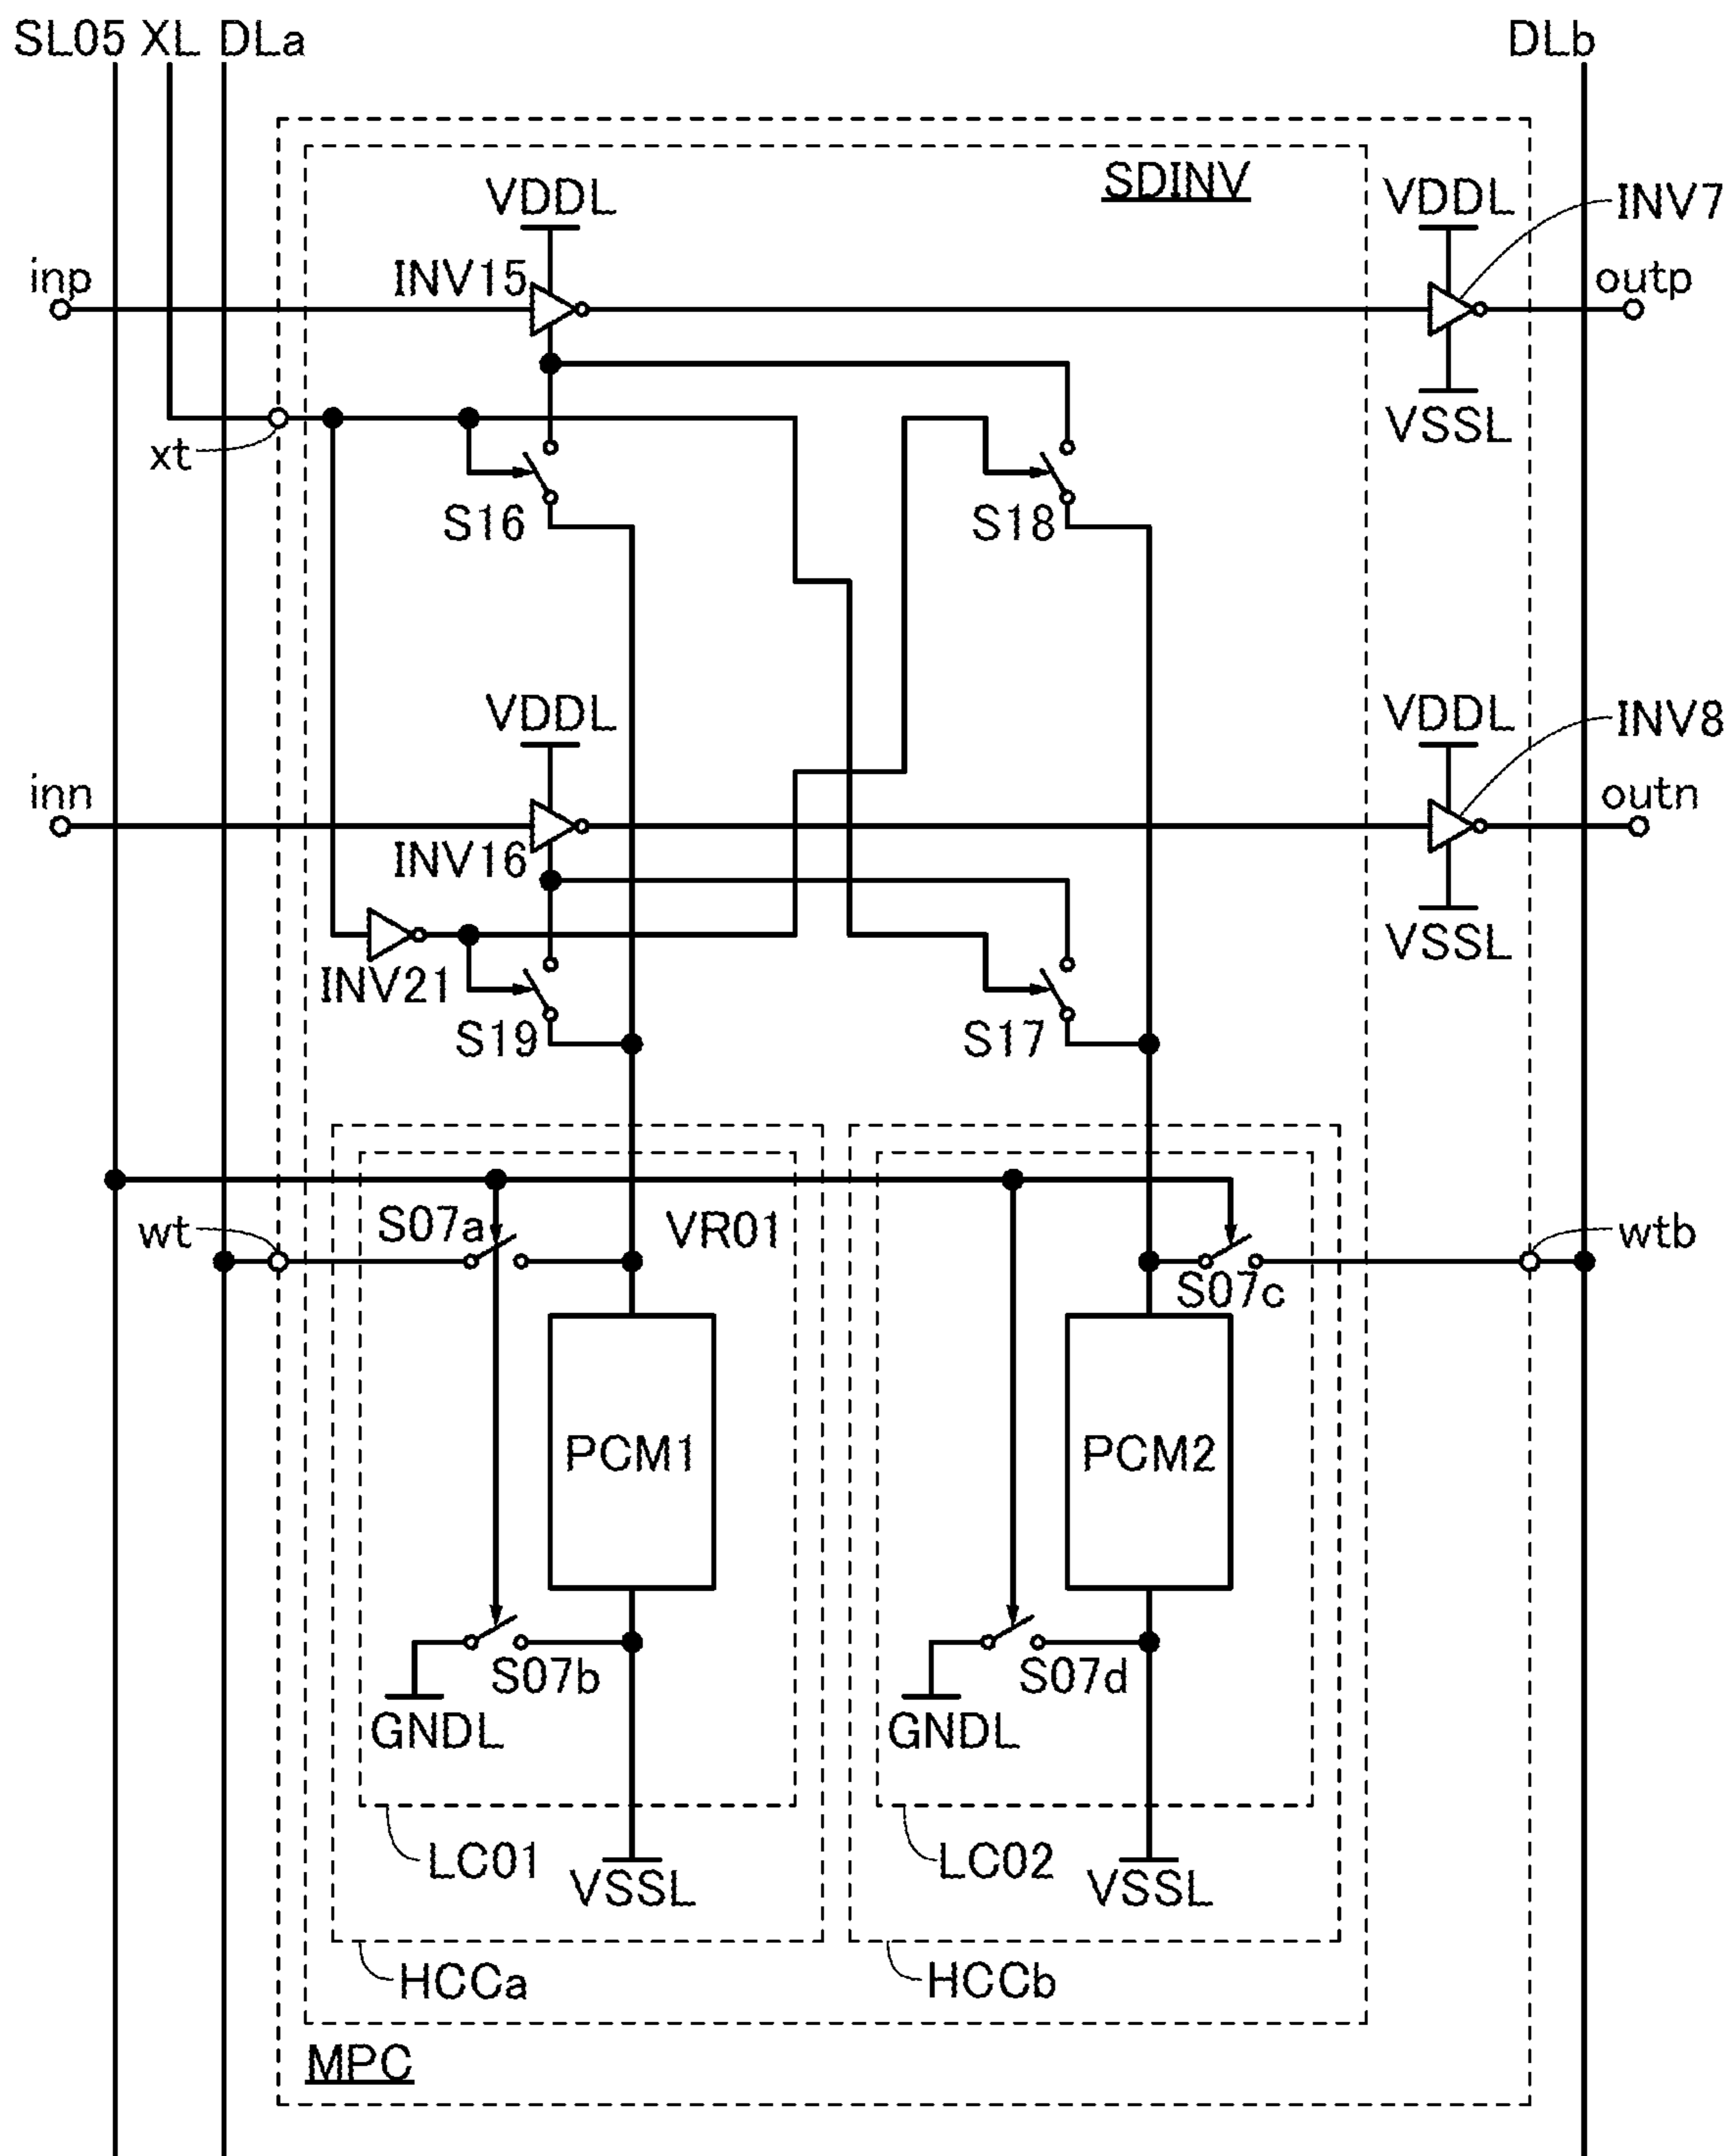 SL05 XL DLa DLb
SDINV
VDDL VDDL INV7
inp INV15 outp
xt VSSL
S16 S18
VDDL VDDL INV8
inn outn
INV16
VSSL
INV21
S19 S17
wt S07a VR01 wtb
S07c
PCM1 PCM2
S07b S07d
GNDL GNDL
LC01 VSSL LC02 VSSL
HCCa HCCb
MPC